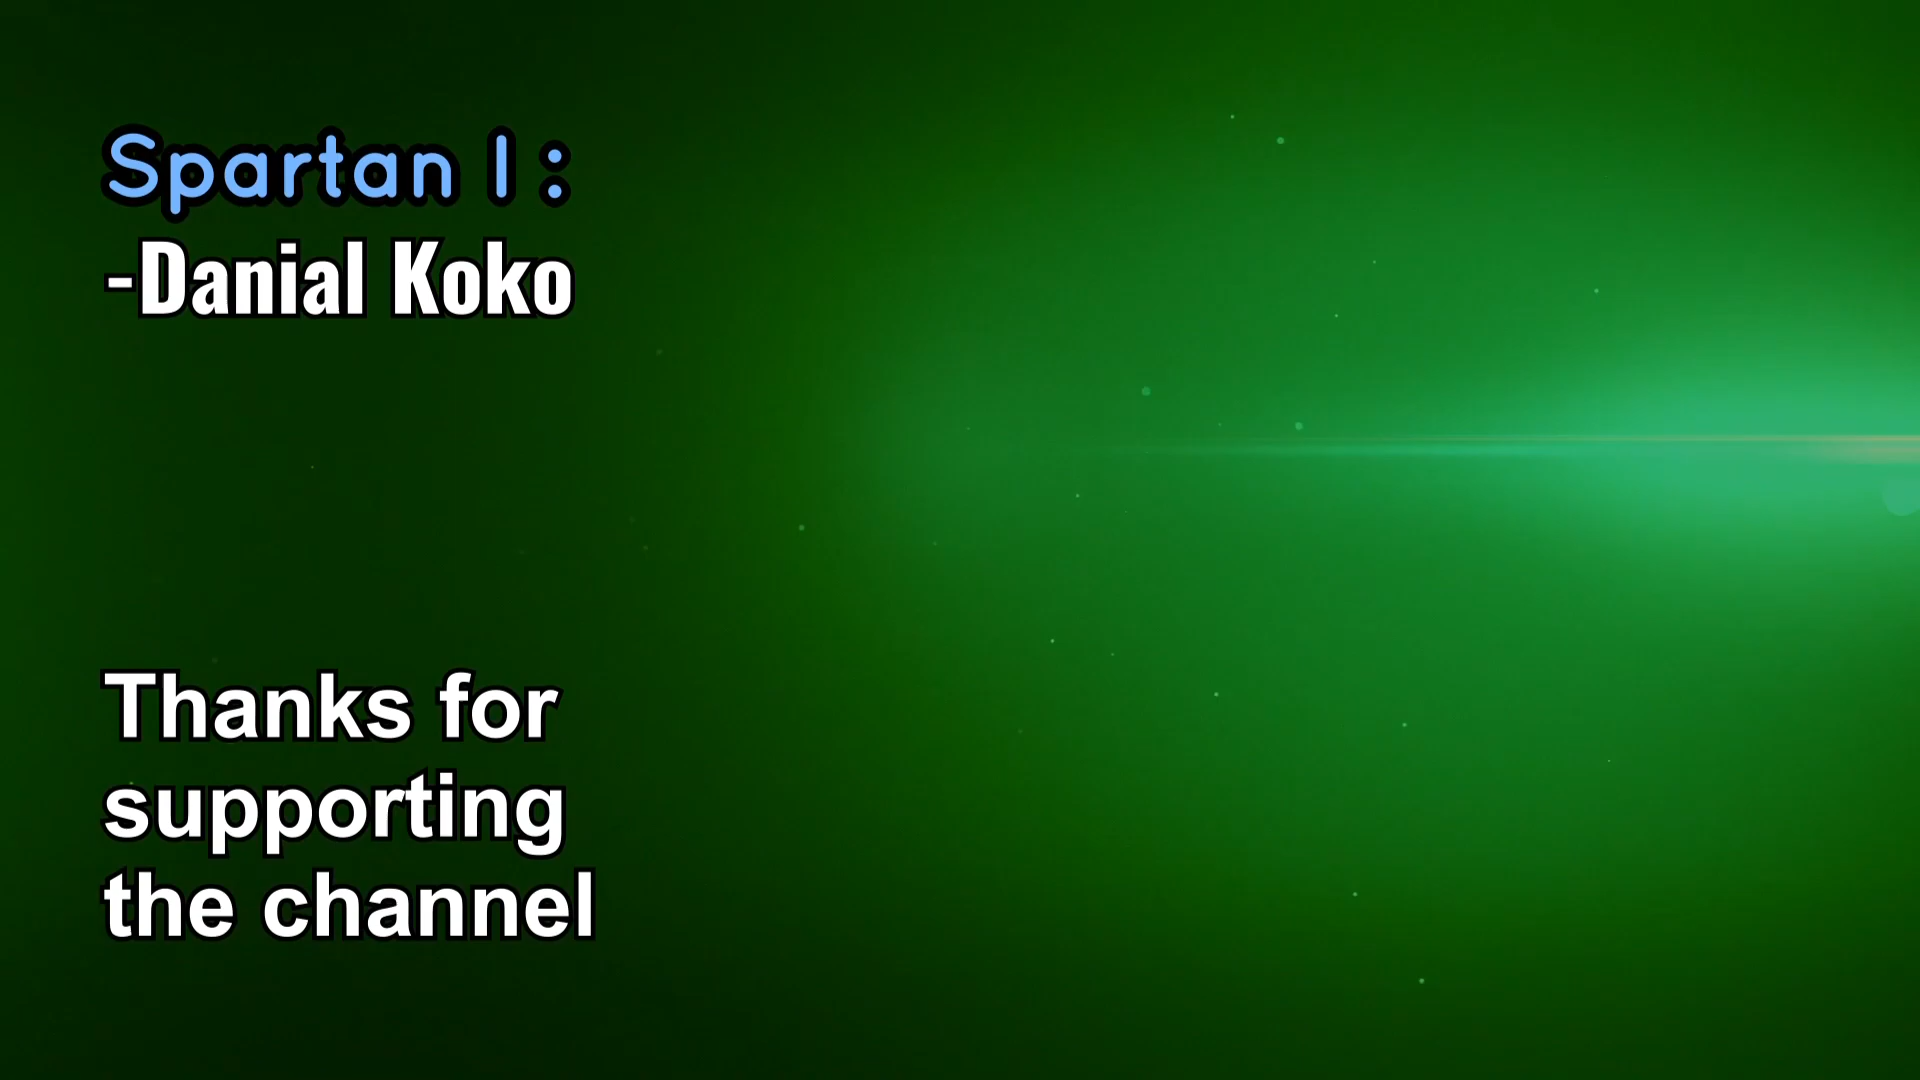 Spartan I :
-Danial Koko
Thanks for
supporting
the channel